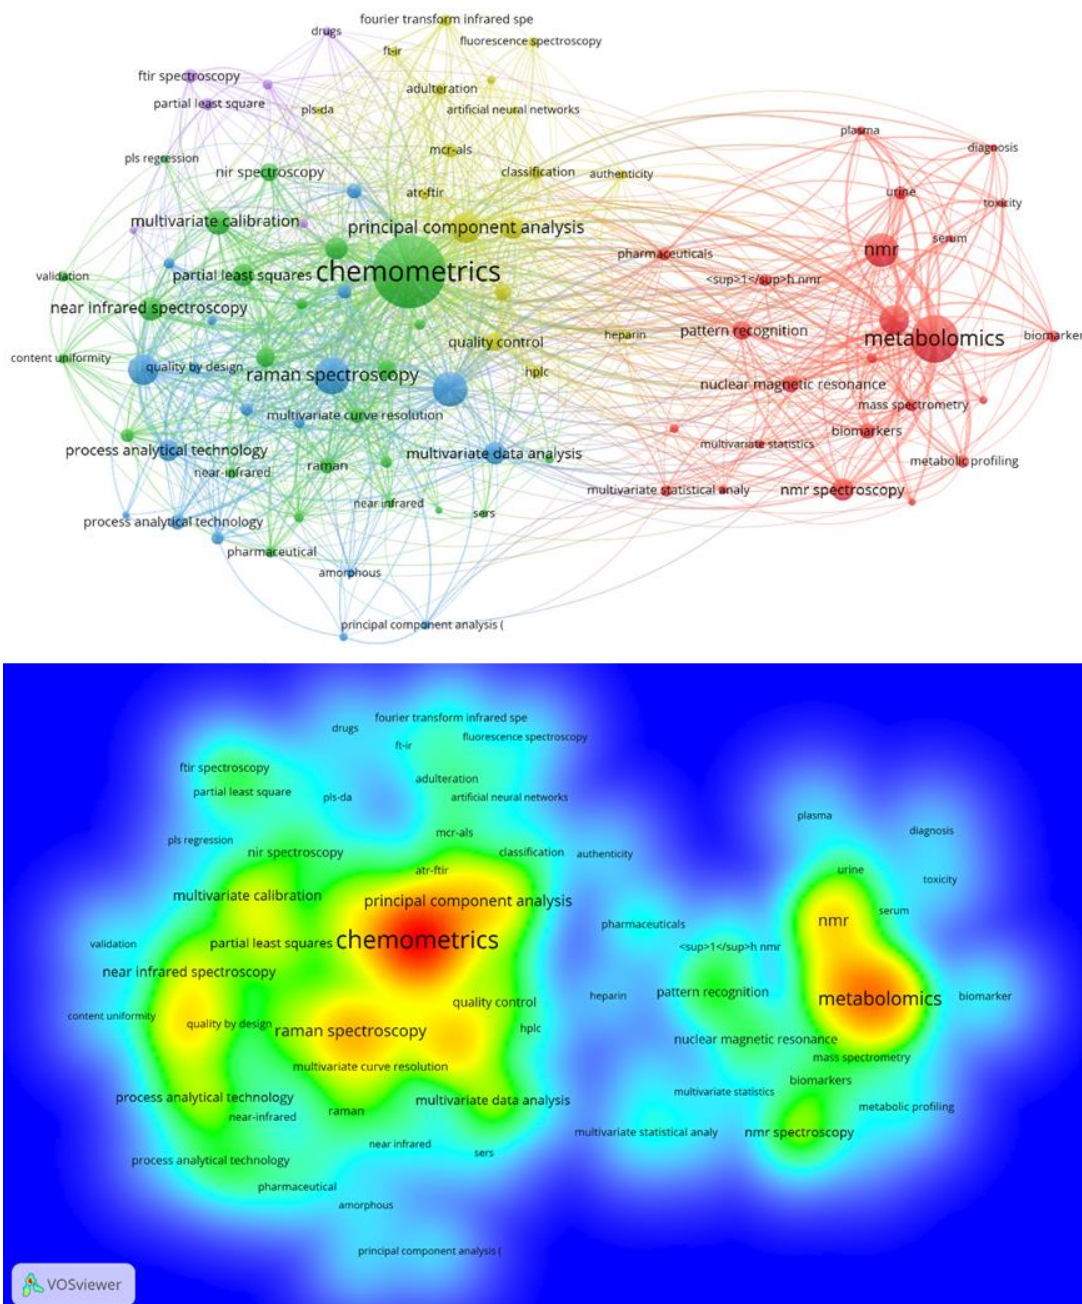 fourier transform infrared spe
drugs
fluorescence spectroscopy
ft-ir
ftir spectroscopy
adulteration
partial least square
pls-da
artificial neural networks
plasma
mcr-als
diagnosis
pls regression
nir spectroscopy
classification
authenticity
atr-ftir
urine
toxicity
multivariate calibration
principal component analysis
serum
nmr
pharmaceuticals
validation
partial least squares
chemometrics
<sup>1</sup>h nmr
near infrared spectroscopy
pattern recognition
heparin
metabolomics
biomarker
quality control
content uniformity
quality by design
raman spectroscopy
hplc
nuclear magnetic resonance
mass spectrometry
multivariate curve resolution
biomarkers
process analytical technology
multivariate data analysis
multivariate statistics
raman
near-infrared
metabolic profiling
multivariate statistical analy
nmr spectroscopy
near infrared
sers
process analytical technology
pharmaceutical
amorphous
principal component analysis (
fourier transform infrared spe
drugs
fluorescence spectroscopy
ft-ir
ftir spectroscopy
adulteration
partial least square
pls-da
artificial neural networks
plasma
mcr-als
diagnosis
pls regression
nir spectroscopy
classification
authenticity
atr-ftir
urine
toxicity
multivariate calibration
principal component analysis
serum
nmr
pharmaceuticals
validation
partial least squares
chemometrics
<sup>1</sup>h nmr
near infrared spectroscopy
pattern recognition
heparin
metabolomics
biomarker
quality control
content uniformity
quality by design
raman spectroscopy
hplc
nuclear magnetic resonance
mass spectrometry
multivariate curve resolution
biomarkers
process analytical technology
multivariate data analysis
multivariate statistics
raman
near-infrared
metabolic profiling
multivariate statistical analy
nmr spectroscopy
near infrared
sers
process analytical technology
pharmaceutical
amorphous
principal component analysis (
VOSviewer